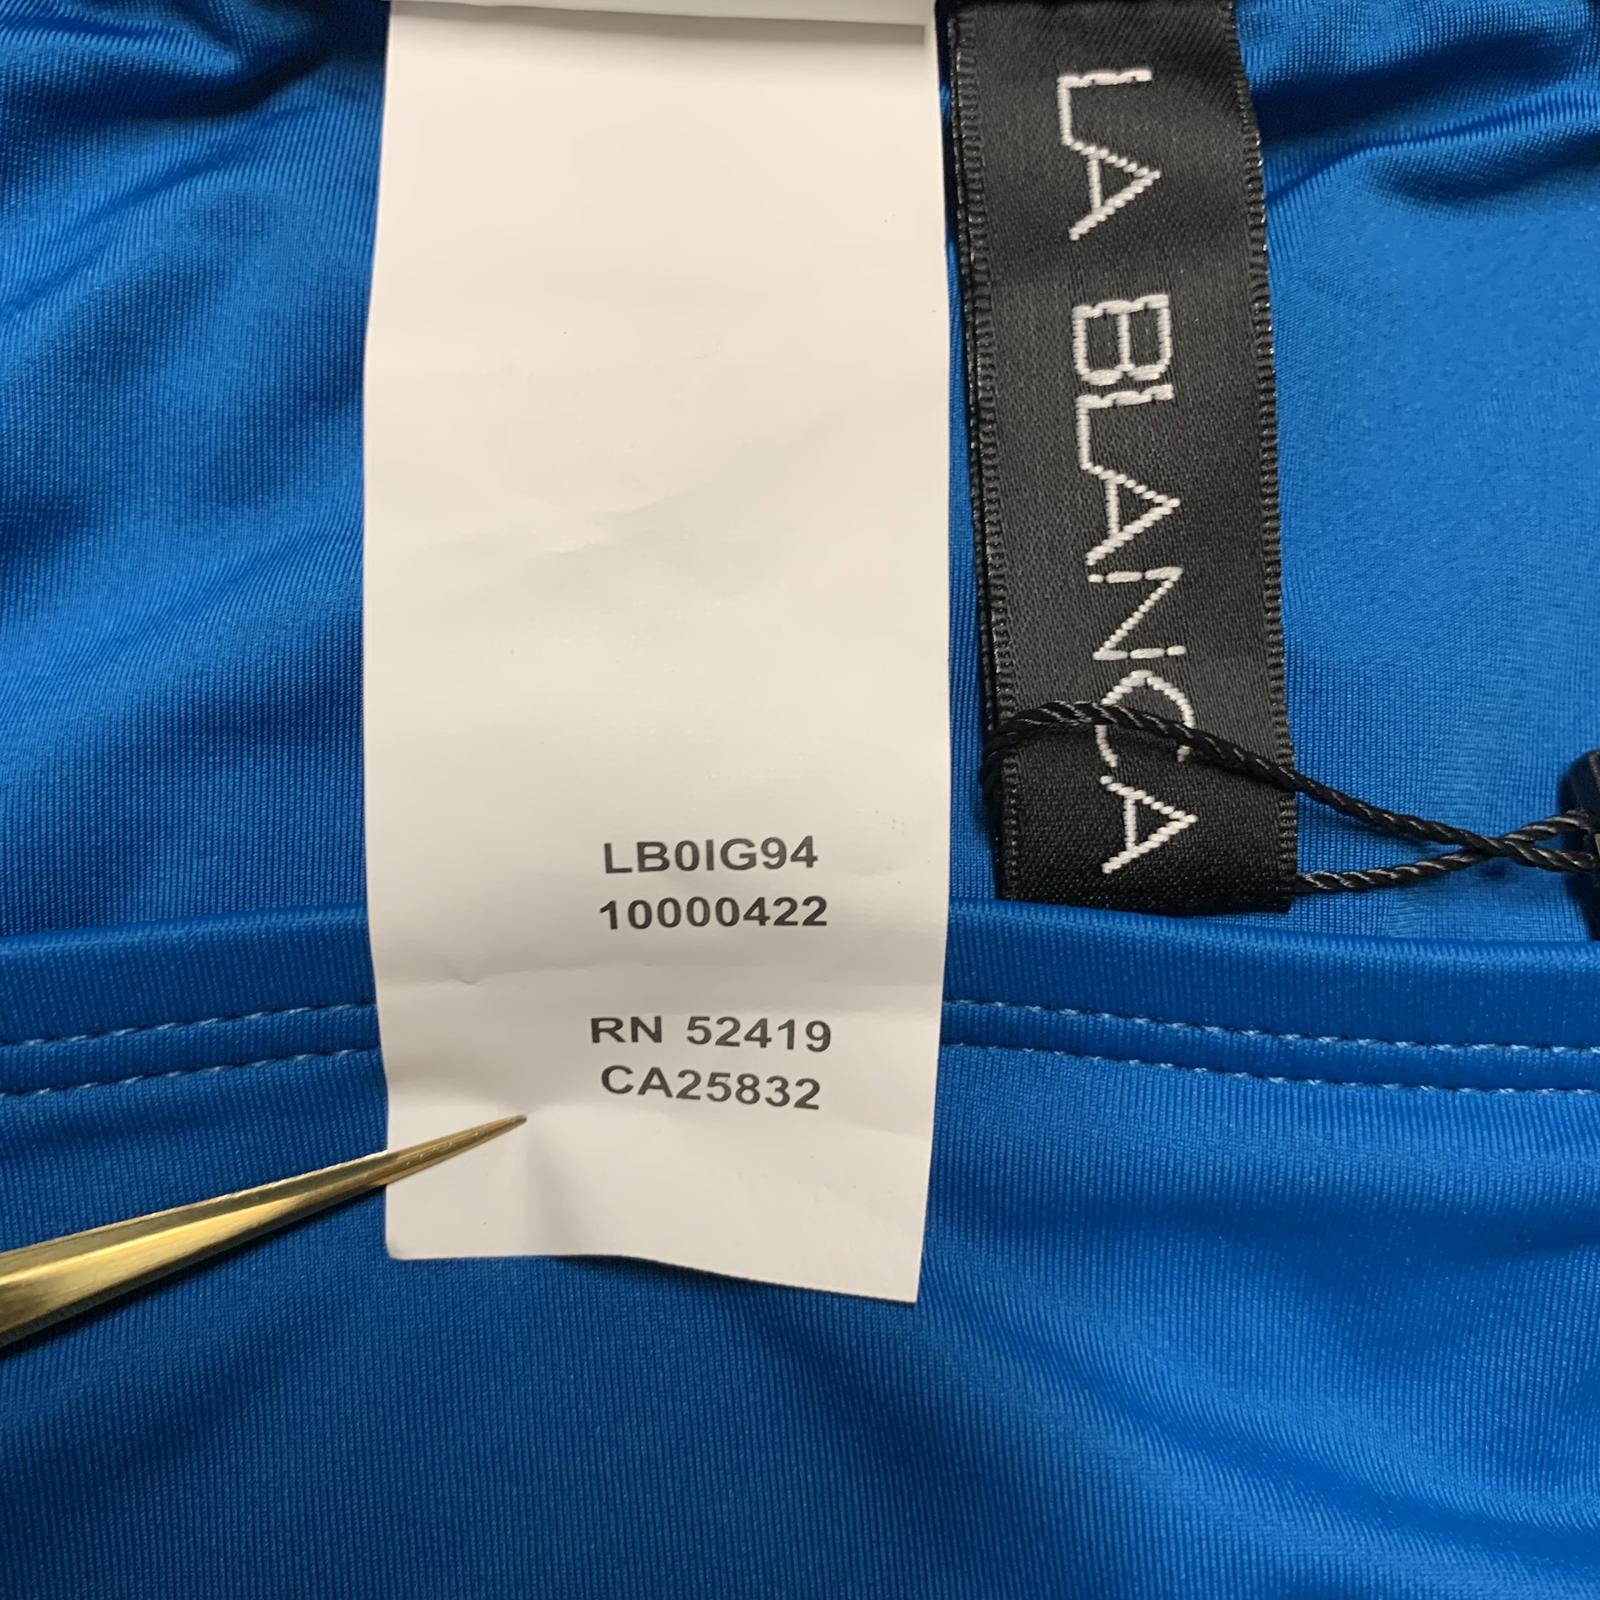 LA BLANCA
LB0IG94
10000422
RN 52419
CA25832